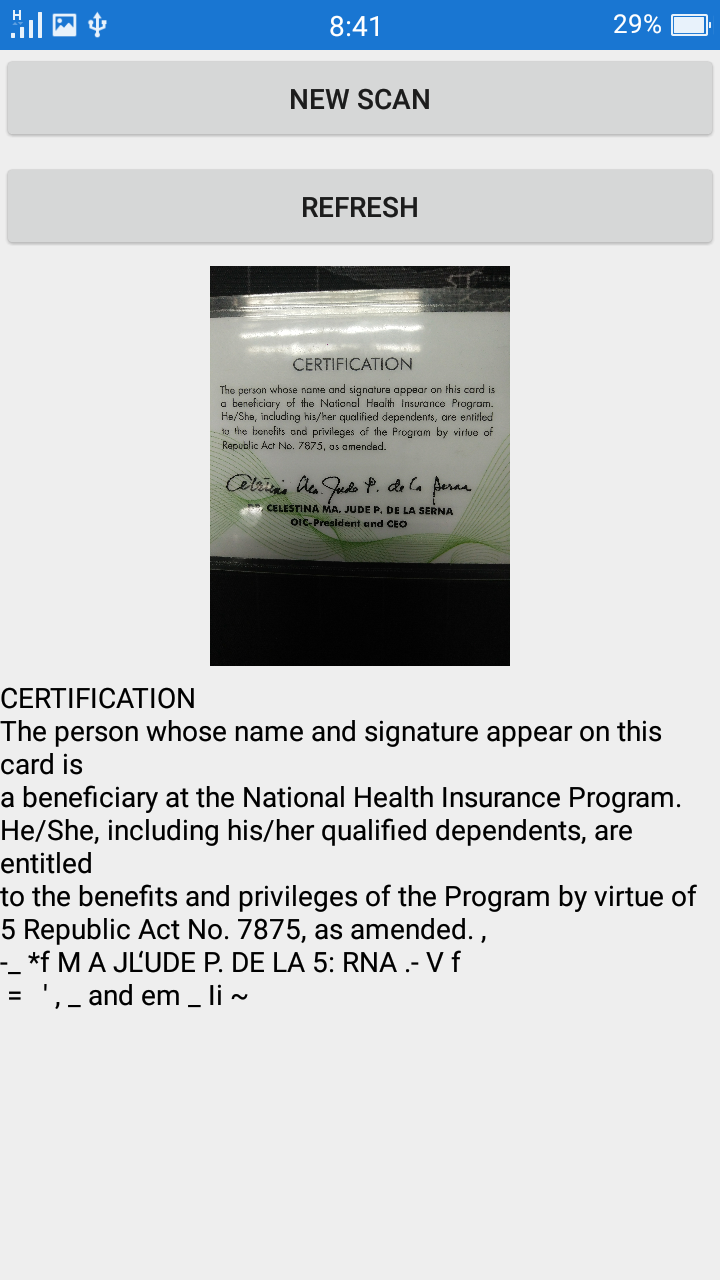 H
8:41
29%
NEW SCAN
REFRESH
CERTIFICATION
The person whose name and signature appear on this card is
a beneficiary of the National Health Insurance Program.
He/She, including his/her qualified dependents, are entitled
to the benefits and privileges of the Program by virtue of
Republic Act No. 7875, as amended.
Celestina Ma. Jude P. de la Serna
DR. CELESTINA MA. JUDE P. DE LA SERNA
OIC-President and CEO
CERTIFICATION
The person whose name and signature appear on this
card is
a beneficiary at the National Health Insurance Program.
He/She, including his/her qualified dependents, are
entitled
to the benefits and privileges of the Program by virtue of
5 Republic Act No. 7875, as amended. ,
-_ *f M A JL‘UDE P. DE LA 5: RNA .- V f
= ' , _ and em _ li ~